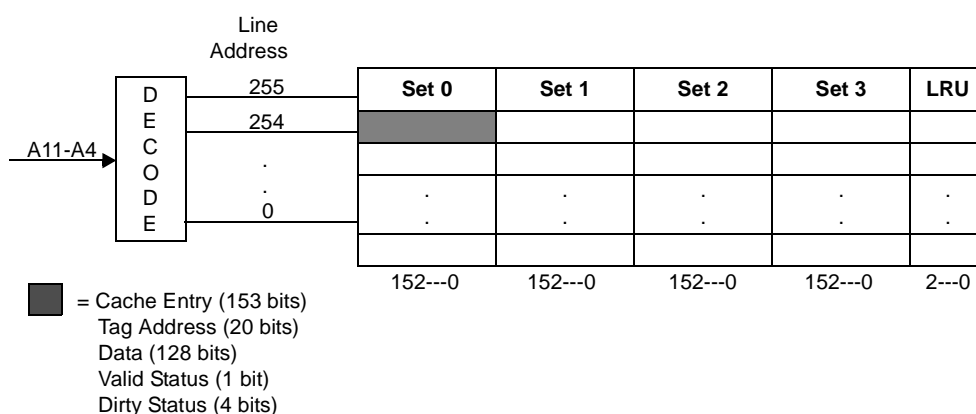 Line
Address
D
E
C
O
D
E
255
254
.
.
0
A11-A4
Set 0 Set 1 Set 2 Set 3 LRU
. . . . .
. . . . .
152---0 152---0 152---0 152---0 2---0
= Cache Entry (153 bits)
Tag Address (20 bits)
Data (128 bits)
Valid Status (1 bit)
Dirty Status (4 bits)